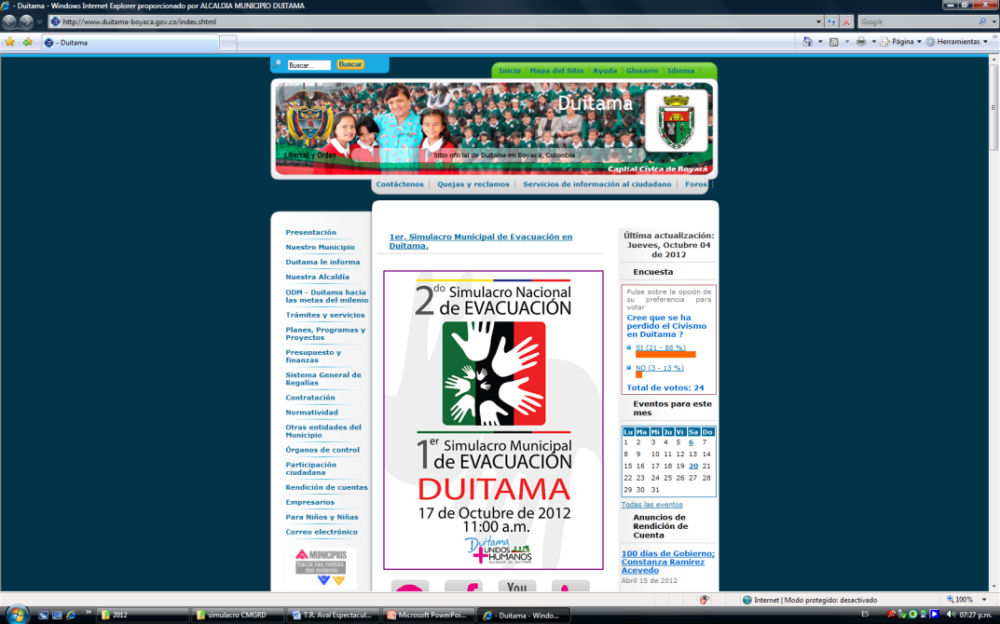 - Duitama - Windows Internet Explorer proporcionado por ALCALDIA MUNICIPIO DUITAMA
http://www.duitama-boyaca.gov.co/index.shtml
Google
- Duitama
Página
Herramientas
Buscar...
Buscar
Inicio | Mapa del Sitio | Ayuda | Glosario | Idioma
Duitama
Libertad y Orden
Sitio oficial de Duitama en Boyacá, Colombia
Capital Cívica de Boyacá
Contáctenos | Quejas y reclamos | Servicios de información al ciudadano | Foros
Presentación
Nuestro Municipio
Duitama le informa
Nuestra Alcaldía
ODM - Duitama hacia
las metas del milenio
Trámites y servicios
Planes, Programas y
Proyectos
Presupuesto y
finanzas
Sistema General de
Regalías
Contratación
Normatividad
Otras entidades del
Municipio
Órganos de control
Participación
ciudadana
Rendición de cuentas
Empresarios
Para Niños y Niñas
Correo electrónico
MUNICIPIOS
hacia las metas
del milenio
1er. Simulacro Municipal de Evacuación en
Duitama.
2do Simulacro Nacional
de EVACUACIÓN
1er Simulacro Municipal
de EVACUACIÓN
DUITAMA
17 de Octubre de 2012
11:00 a.m.
Duitama
UNIDOS
+HUMANOS
ALCALDÍA DE DUITAMA
You
Última actualización:
Jueves, Octubre 04
de 2012
Encuesta
Pulse sobre la opción de
su preferencia para
votar
Cree que se ha
perdido el Civismo
en Duitama ?
SI (21 - 88 %)
NO (3 - 13 %)
Total de votos: 24
Eventos para este
mes
Lu Ma Mi Ju Vi Sa Do
1 2 3 4 5 6 7
8 9 10 11 12 13 14
15 16 17 18 19 20 21
22 23 24 25 26 27 28
29 30 31
Todas las eventos
Anuncios de
Rendición de
Cuenta
100 días de Gobierno;
Constanza Ramirez
Acevedo
Abril 15 de 2012
Internet | Modo protegido: desactivado
100%
2012
simulacro CMGRD
T.R. Aval Espectacul...
Microsoft PowerPoi...
- Duitama - Windo...
ES
07:27 p.m.